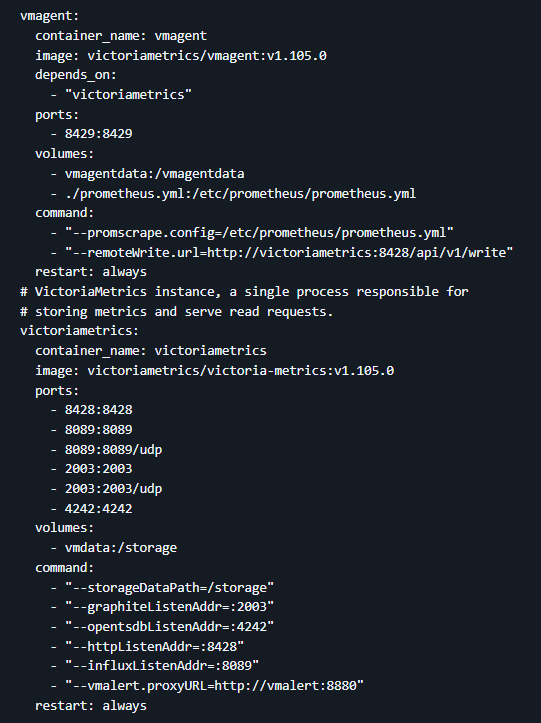 vmagent:
  container_name: vmagent
  image: victoriametrics/vmagent:v1.105.0
  depends_on:
    - "victoriametrics"
  ports:
    - 8429:8429
  volumes:
    - vmagentdata:/vmagentdata
    - ./prometheus.yml:/etc/prometheus/prometheus.yml
  command:
    - "--promscrape.config=/etc/prometheus/prometheus.yml"
    - "--remoteWrite.url=http://victoriametrics:8428/api/v1/write"
  restart: always
# VictoriaMetrics instance, a single process responsible for
# storing metrics and serve read requests.
victoriametrics:
  container_name: victoriametrics
  image: victoriametrics/victoria-metrics:v1.105.0
  ports:
    - 8428:8428
    - 8089:8089
    - 8089:8089/udp
    - 2003:2003
    - 2003:2003/udp
    - 4242:4242
  volumes:
    - vmdata:/storage
  command:
    - "--storageDataPath=/storage"
    - "--graphiteListenAddr=:2003"
    - "--opentsdbListenAddr=:4242"
    - "--httpListenAddr=:8428"
    - "--influxListenAddr=:8089"
    - "--vmalert.proxyURL=http://vmalert:8880"
  restart: always